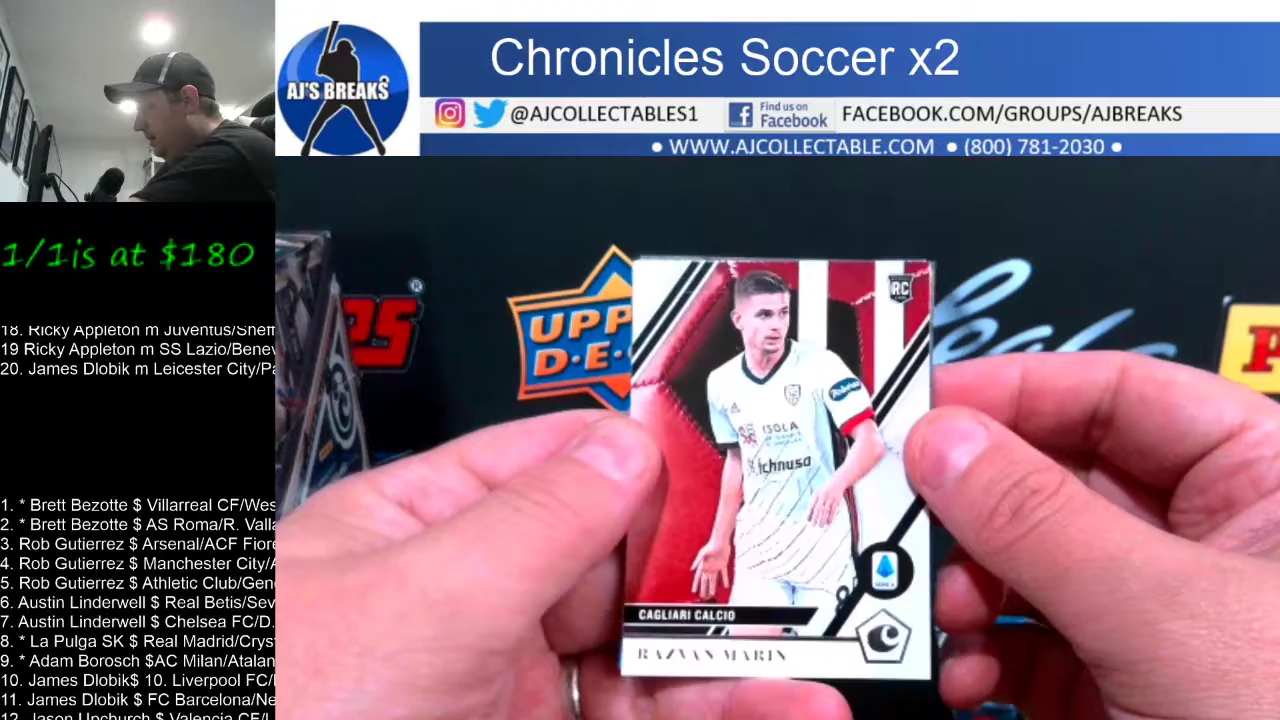 Chronicles Soccer x2
AJ'S BREAKS
@AJCOLLECTABLES1
Find us on
Facebook
FACEBOOK.COM/GROUPS/AJBREAKS
• WWW.AJCOLLECTABLE.COM • (800) 781-2030 •
1/1is at $180
18. Ricky Appleton m Juventus/Sheff
19 Ricky Appleton m SS Lazio/Benev
20. James Dlobik m Leicester City/Pa
1. * Brett Bezotte $ Villarreal CF/Wes
2. * Brett Bezotte $ AS Roma/R. Valla
3. Rob Gutierrez $ Arsenal/ACF Fiore
4. Rob Gutierrez $ Manchester City/A
5. Rob Gutierrez $ Athletic Club/Gen
6. Austin Linderwell $ Real Betis/Sev
7. Austin Linderwell $ Chelsea FC/D.
8. * La Pulga SK $ Real Madrid/Crys
9. * Adam Borosch $AC Milan/Atalan
10. James Dlobik$ 10. Liverpool FC/
11. James Dlobik $ FC Barcelona/Ne
12. Jason Upchurch $ Valencia CF/
UPP
D·E·
RC
ISOLA
ichnusa
SERIE A
CAGLIARI CALCIO
RAZVAN MARIN